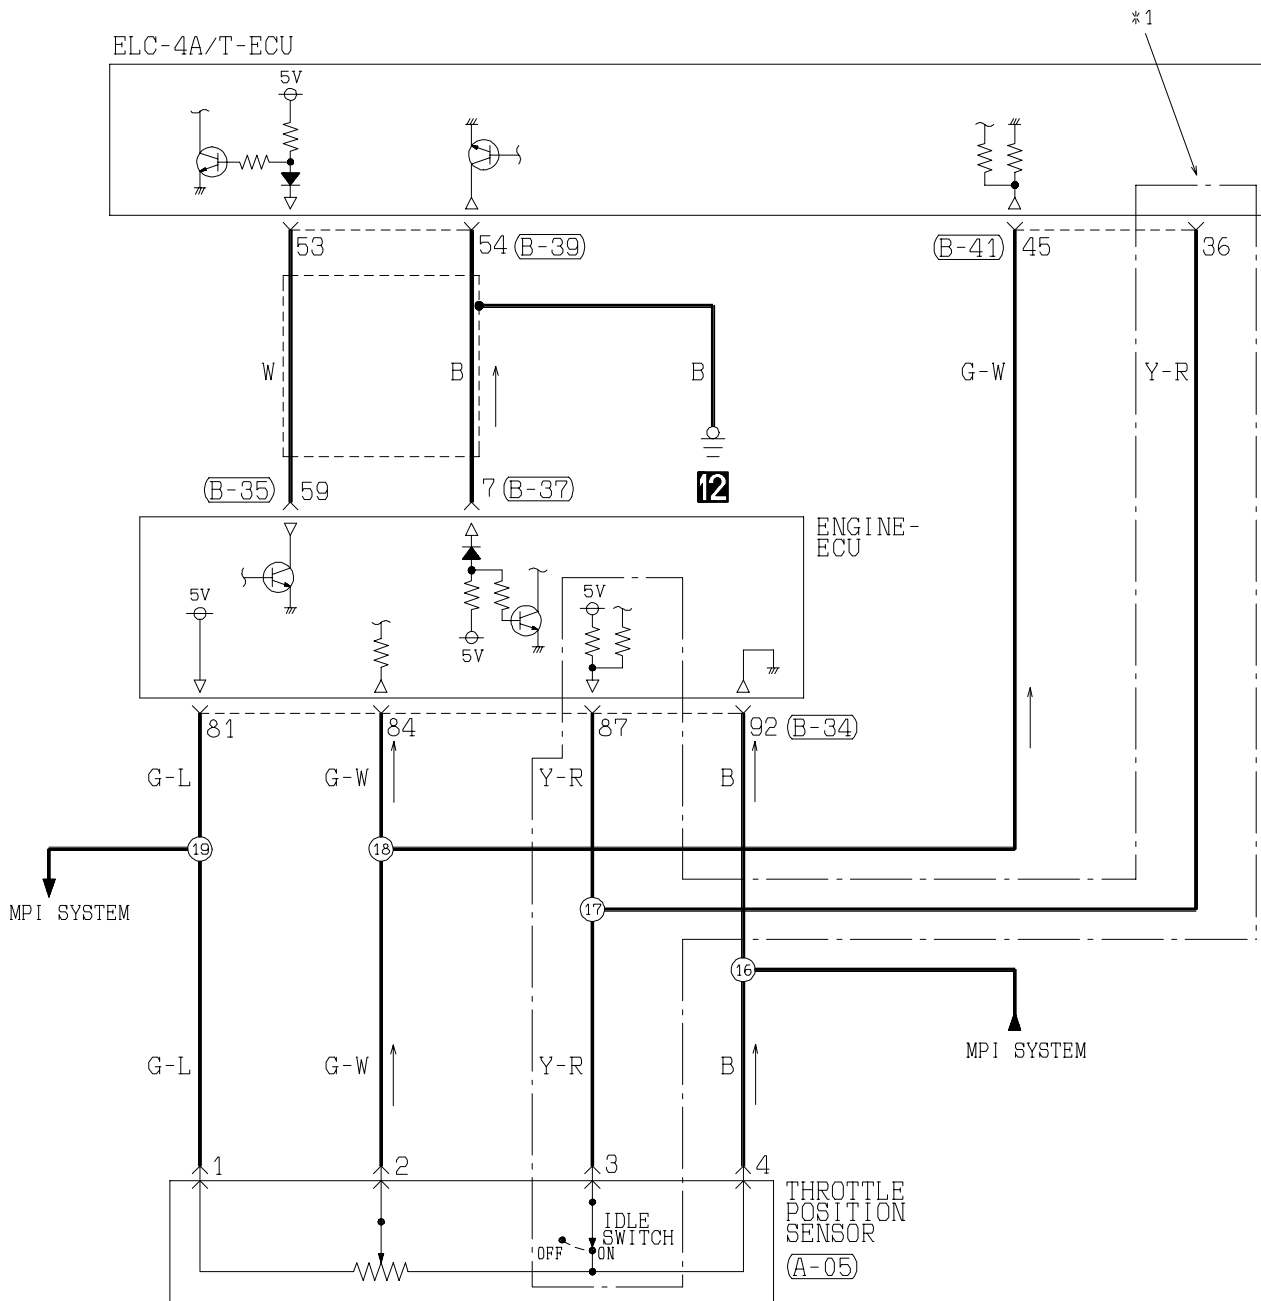 *1
ELC-4A/T-ECU
5V
53
54 (B-39)
(B-41) 45
36
W
B
B
G-W
Y-R
(B-35) 59
7 (B-37)
12
ENGINE-
ECU
5V
5V
5V
81
84
87
92 (B-34)
G-L
G-W
Y-R
B
19
18
MPI SYSTEM
17
16
MPI SYSTEM
G-L
G-W
Y-R
B
1
2
3
4
THROTTLE
POSITION
SENSOR
(A-05)
IDLE
SWITCH
OFF
ON